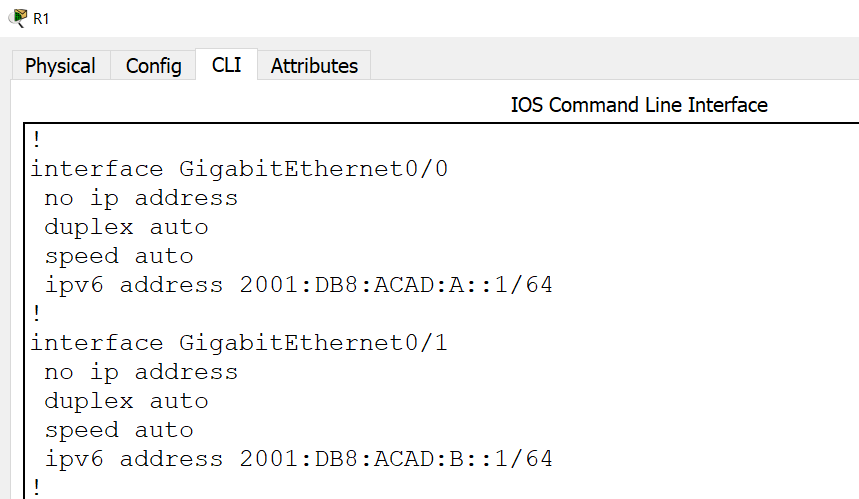 R1
Physical Config CLI Attributes
IOS Command Line Interface
!
interface GigabitEthernet0/0
no ip address
duplex auto
speed auto
ipv6 address 2001:DB8:ACAD:A::1/64
!
interface GigabitEthernet0/1
no ip address
duplex auto
speed auto
ipv6 address 2001:DB8:ACAD:B::1/64
!